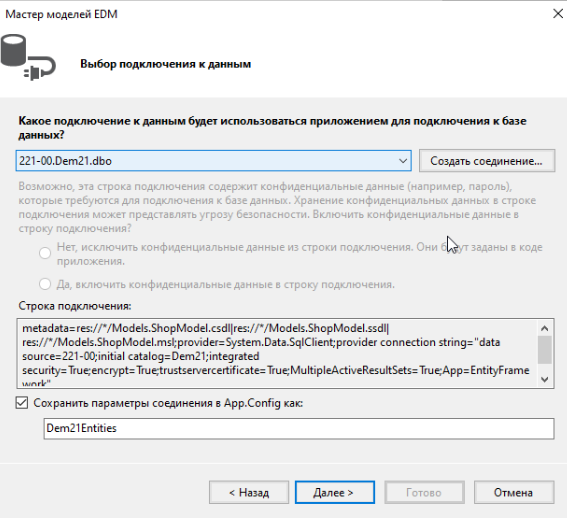 Мастер моделей EDM
Выбор подключения к данным
Какое подключение к данным будет использоваться приложением для подключения к базе
данных?
221-00.Dem21.dbo
Создать соединение...
Возможно, эта строка подключения содержит конфиденциальные данные (например, пароль),
которые требуются для подключения к базе данных. Хранение конфиденциальных данных в строке
подключения может представлять угрозу безопасности. Включить конфиденциальные данные в
строку подключения?
Нет, исключить конфиденциальные данные из строки подключения. Они будут заданы в коде
приложения.
Да, включить конфиденциальные данные в строку подключения.
Строка подключения:
metadata=res://*/Models.ShopModel.csdl|res://*/Models.ShopModel.ssdl|
res://*/Models.ShopModel.msl;provider=System.Data.SqlClient;provider connection string="data
source=221-00;initial catalog=Dem21;integrated
security=True;encrypt=True;trustservercertificate=True;MultipleActiveResultSets=True;App=EntityFrame
work"
Сохранить параметры соединения в App.Config как:
Dem21Entities
< Назад
Далее >
Готово
Отмена